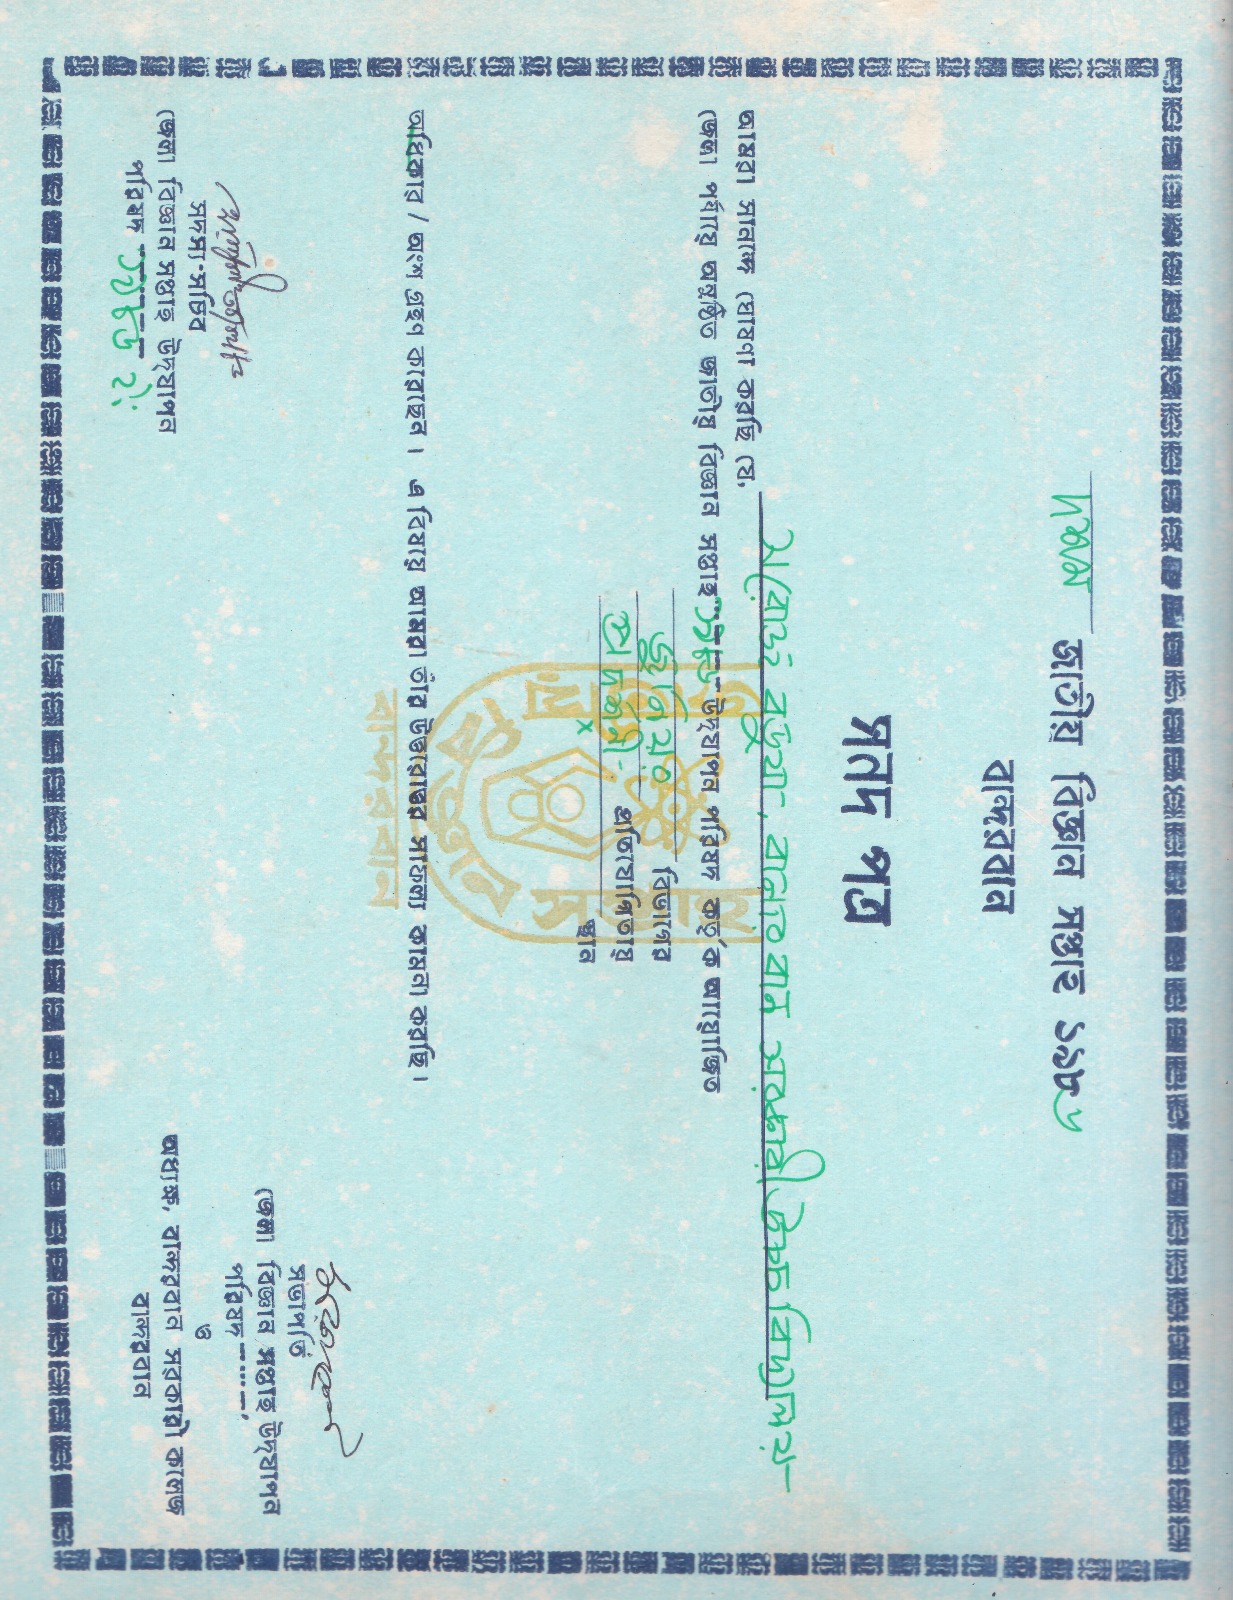 দশম জাতীয় বিজ্ঞান সপ্তাহ ১৯৮৬
বান্দরবান
সনদ পত্র
সরোজ বড়ুয়া, বান্দরবান সরকারী উচ্চ বিদ্যালয়
আমরা সানন্দে ঘোষণা করছি যে,
জেলা পর্যায়ে অনুষ্ঠিত জাতীয় বিজ্ঞান সপ্তাহ ১৯৮৬ উদ্‌যাপন পরিষদ কর্তৃক আয়োজিত
জুনিয়র বিভাগের
প্রদর্শনী প্রতিযোগিতায়
x স্থান
অধিকার / অংশ গ্রহণ করেছেন। এ বিষয়ে আমরা তাঁর উত্তরোত্তর সাফল্য কামনা করছি।
জাতীয় বিজ্ঞান সপ্তাহ
বান্দরবান
সদস্য-সচিব
জেলা বিজ্ঞান সপ্তাহ উদ্‌যাপন
পরিষদ ১৯৮৬ ইং
সভাপতি
জেলা বিজ্ঞান সপ্তাহ উদ্‌যাপন
পরিষদ
ও
অধ্যক্ষ, বান্দরবান সরকারী কলেজ
বান্দরবান